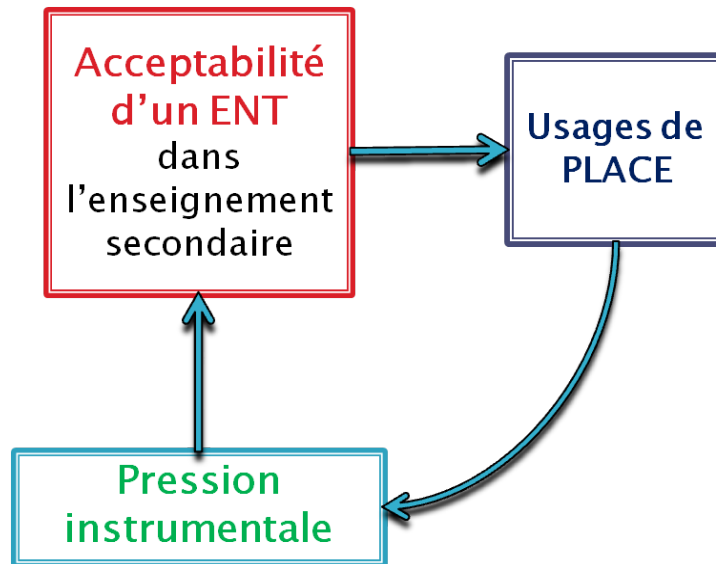 Acceptabilité
d'un ENT
dans
l'enseignement
secondaire
Usages de
PLACE
Pression
instrumentale